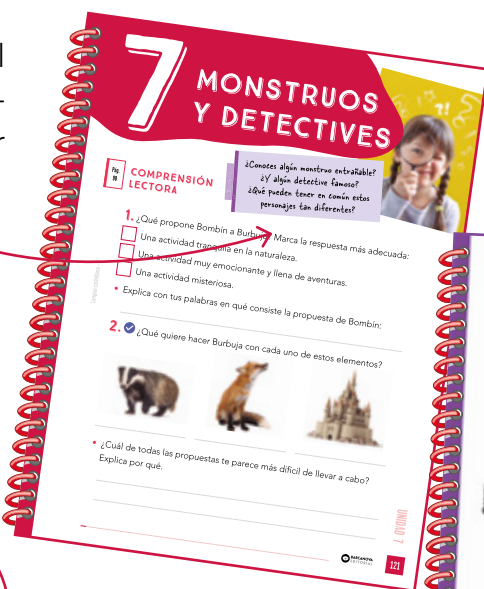 7
MONSTRUOS
Y DETECTIVES
¿Conoces algún monstruo entrañable?
¿Y algún detective famoso?
¿Qué pueden tener en común estos
personajes tan diferentes?
Pág.
COMPRENSIÓN
LECTORA
1. ¿Qué propone Bombín a Burbuja? Marca la respuesta más adecuada:
Una actividad tranquila en la naturaleza.
Una actividad muy emocionante y llena de aventuras.
Una actividad misteriosa.
• Explica con tus palabras en qué consiste la propuesta de Bombín:
2. ¿Qué quiere hacer Burbuja con cada uno de estos elementos?
• ¿Cuál de todas las propuestas te parece más difícil de llevar a cabo?
Explica por qué.
UNIDAD 7
BARCANOVA
EDITORIAL
121